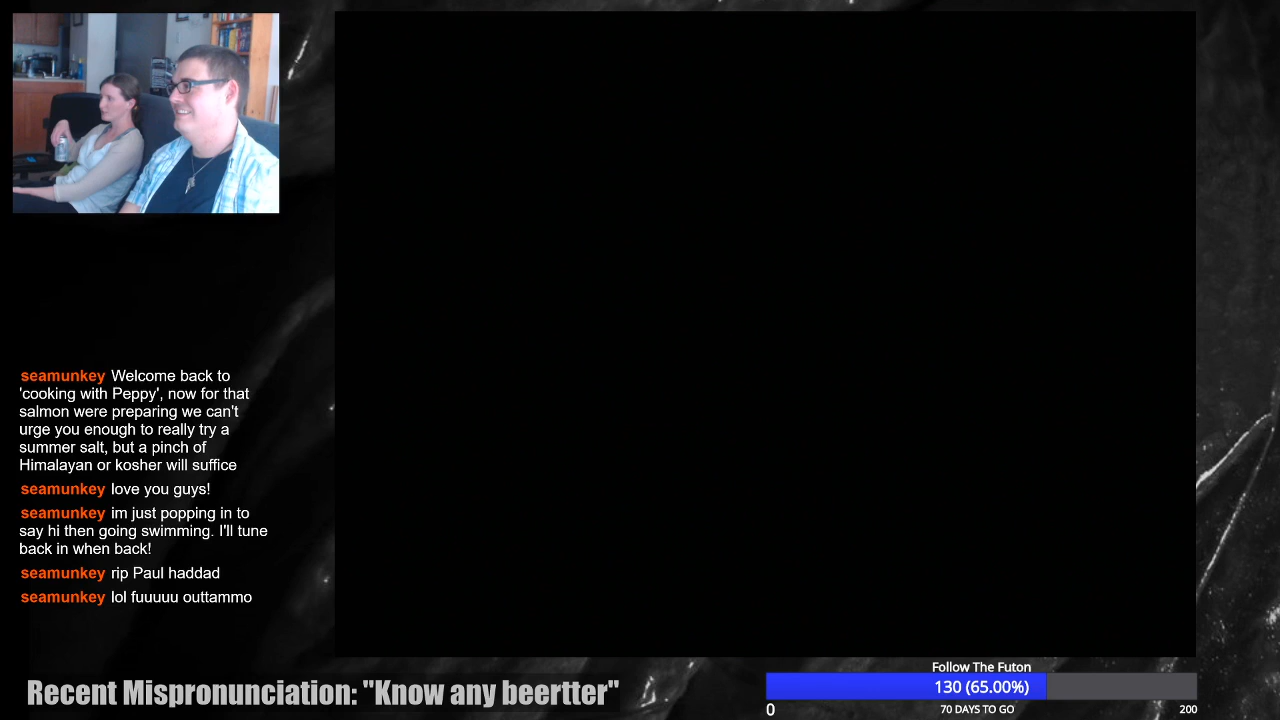 seamunkey Welcome back to
'cooking with Peppy', now for that
salmon were preparing we can't
urge you enough to really try a
summer salt, but a pinch of
Himalayan or kosher will suffice
seamunkey love you guys!
seamunkey im just popping in to
say hi then going swimming. I'll tune
back in when back!
seamunkey rip Paul haddad
seamunkey lol fuuuuu outtammo
Recent Mispronunciation: "Know any beertter"
Follow The Futon
130 (65.00%)
0
70 DAYS TO GO
200